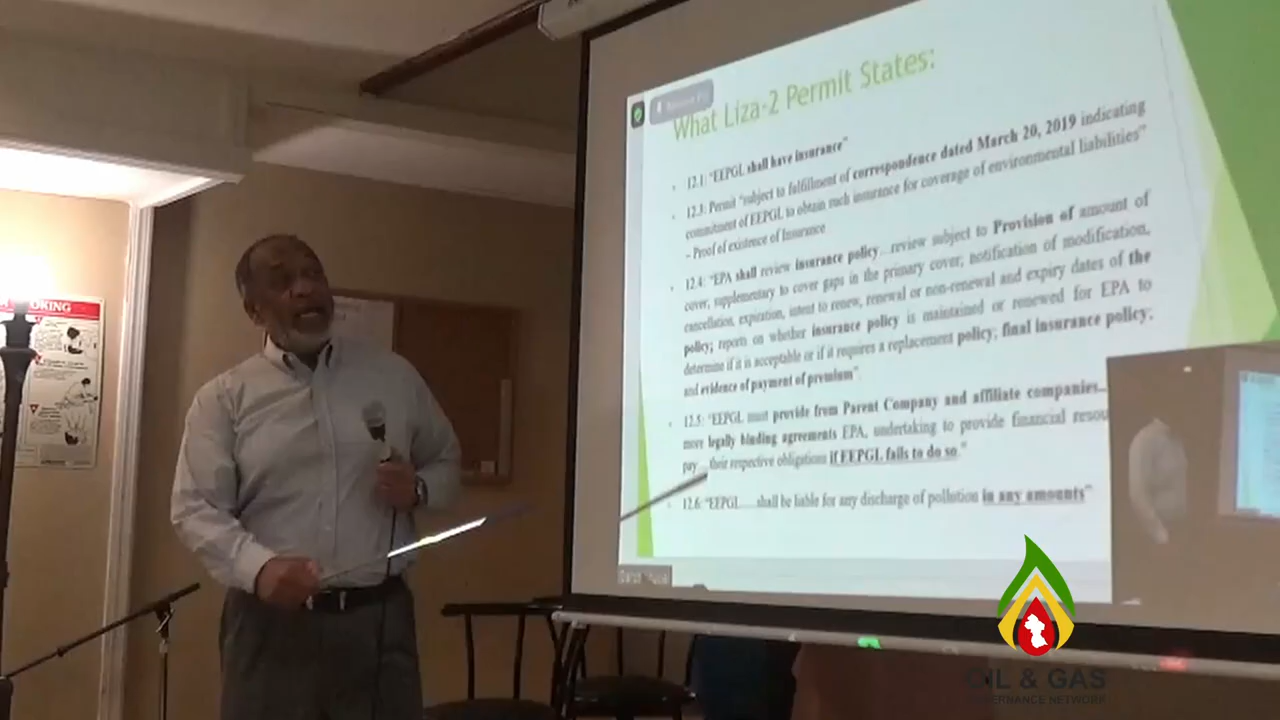 What Liza-2 Permit States:
12.1: "EEPGL shall have insurance"
12.3: Permit "subject to fulfillment of correspondence dated March 20, 2019 indicating
commitment of EEPGL to obtain such insurance for coverage of environmental liabilities"
- Proof of existence of Insurance
12.4: "EPA shall review insurance policy...review subject to Provision of amount of
cover, supplementary to cover gaps in the primary cover; notification of modification,
cancellation, expiration, intent to renew, renewal or non-renewal and expiry dates of the
policy; reports on whether insurance policy is maintained or renewed for EPA to
determine if it is acceptable or if it requires a replacement policy; final insurance policy;
and evidence of payment of premium".
12.5: "EEPGL must provide from Parent Company and affiliate companies...
more legally binding agreements EPA, undertaking to provide financial resou
pay... their respective obligations if EEPGL fails to do so."
12.6: "EEPGL.....shall be liable for any discharge of pollution in any amounts"
OKING
OIL & GAS
GOVERNANCE NETWORK